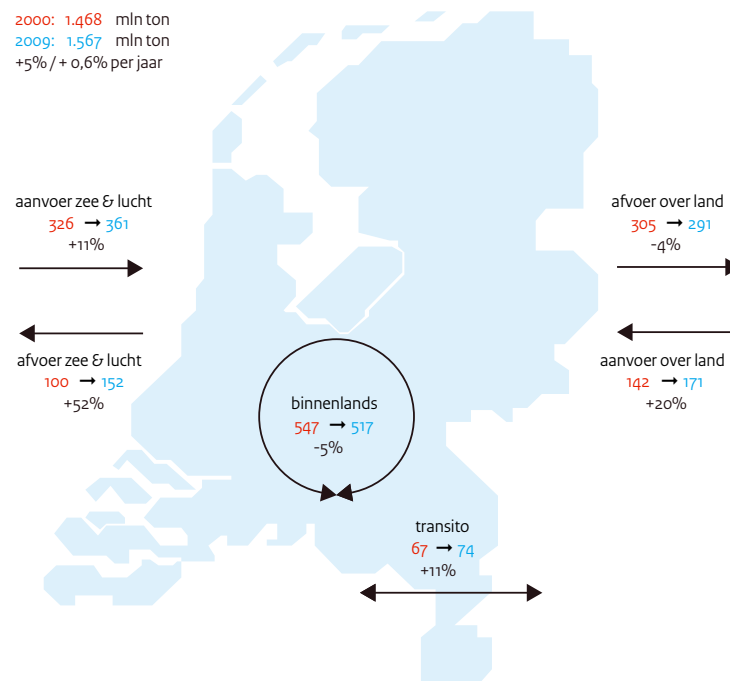 2000: 1.468 mln ton
2009: 1.567 mln ton
+5% / + 0,6% per jaar
aanvoer zee & lucht
326 → 361
+11%
afvoer over land
305 → 291
-4%
afvoer zee & lucht
100 → 152
+52%
aanvoer over land
142 → 171
+20%
binnenlands
547 → 517
-5%
transito
67 → 74
+11%